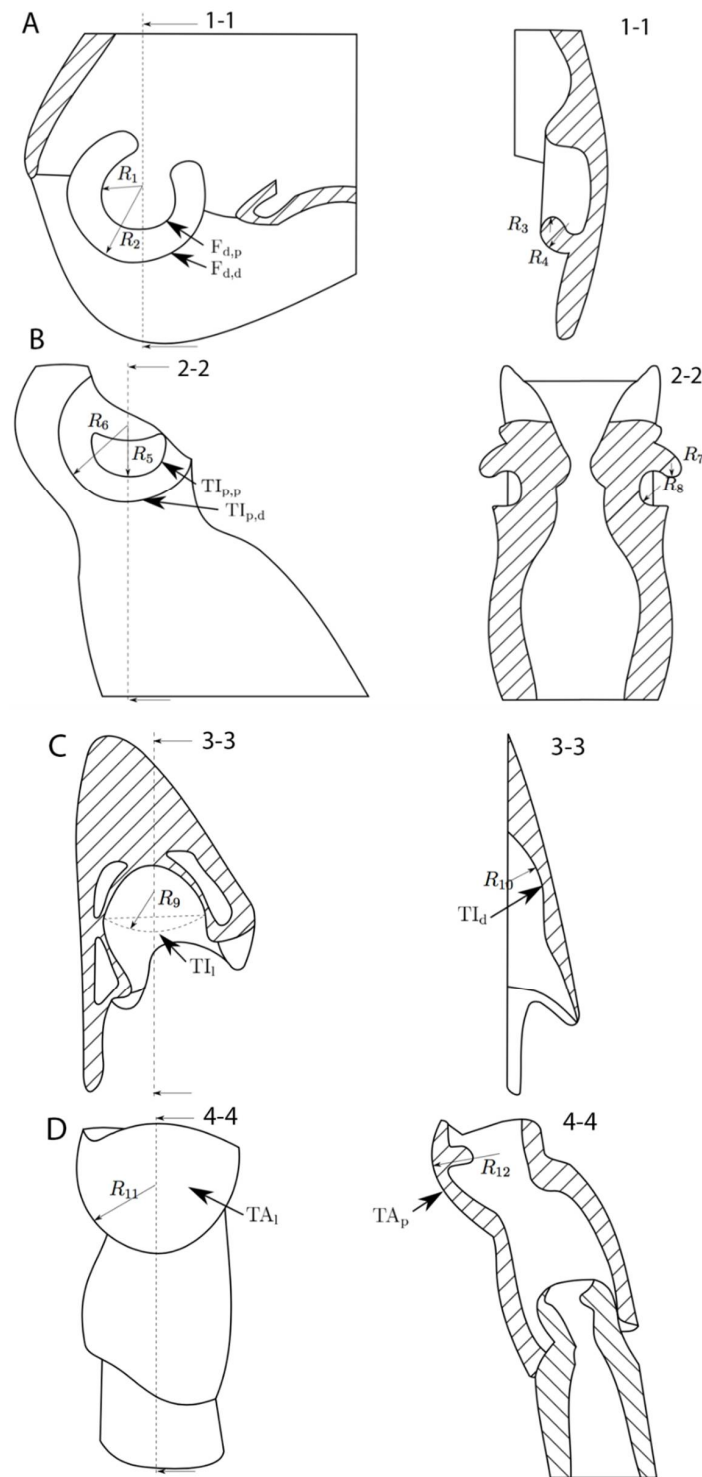 A
1-1
1-1
R1
R2
Fd,p
Fd,d
R3
R4
B
2-2
2-2
R6
R5
TIp,p
TIp,d
R7
R8
C
3-3
3-3
R9
TIl
R10
TId
D
4-4
4-4
R11
TAl
R12
TAp